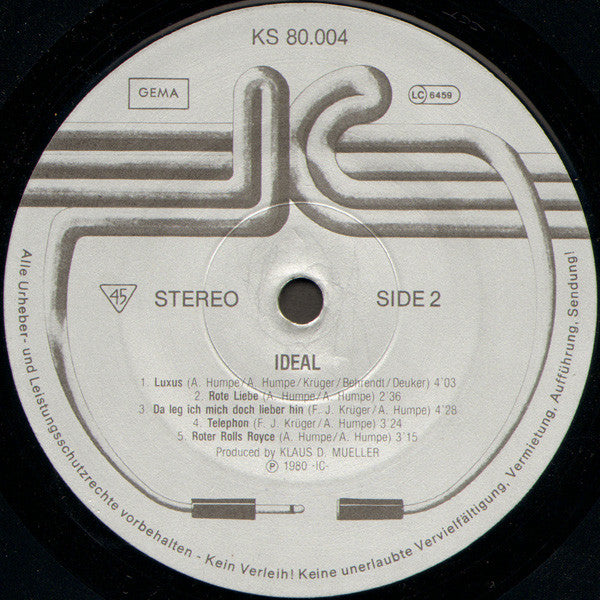 KS 80.004
GEMA
LC 6459
IC
45
STEREO
SIDE 2
IDEAL
1. Luxus (A. Humpe/A. Humpe/Krüger/Behrendt/Deuker) 4'03
2. Rote Liebe (A. Humpe/A. Humpe) 2'36
3. Da leg ich mich doch lieber hin (F. J. Krüger/A. Humpe) 4'28
4. Telephon (F. J. Krüger/A. Humpe) 3 24
5. Roter Rolls Royce (A. Humpe/A. Humpe) 3'15
Produced by KLAUS D. MUELLER
Ⓟ 1980 ·IC·
Alle Urheber- und Leistungsschutzrechte vorbehalten - Kein Verleih! Keine unerlaubte Vervielfältigung, Vermietung, Aufführung, Sendung!